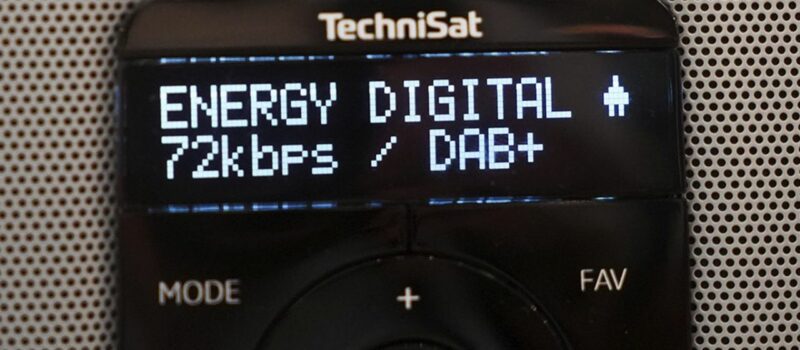 TechniSat
ENERGY DIGITAL
72kbps / DAB+
MODE
+
FAV